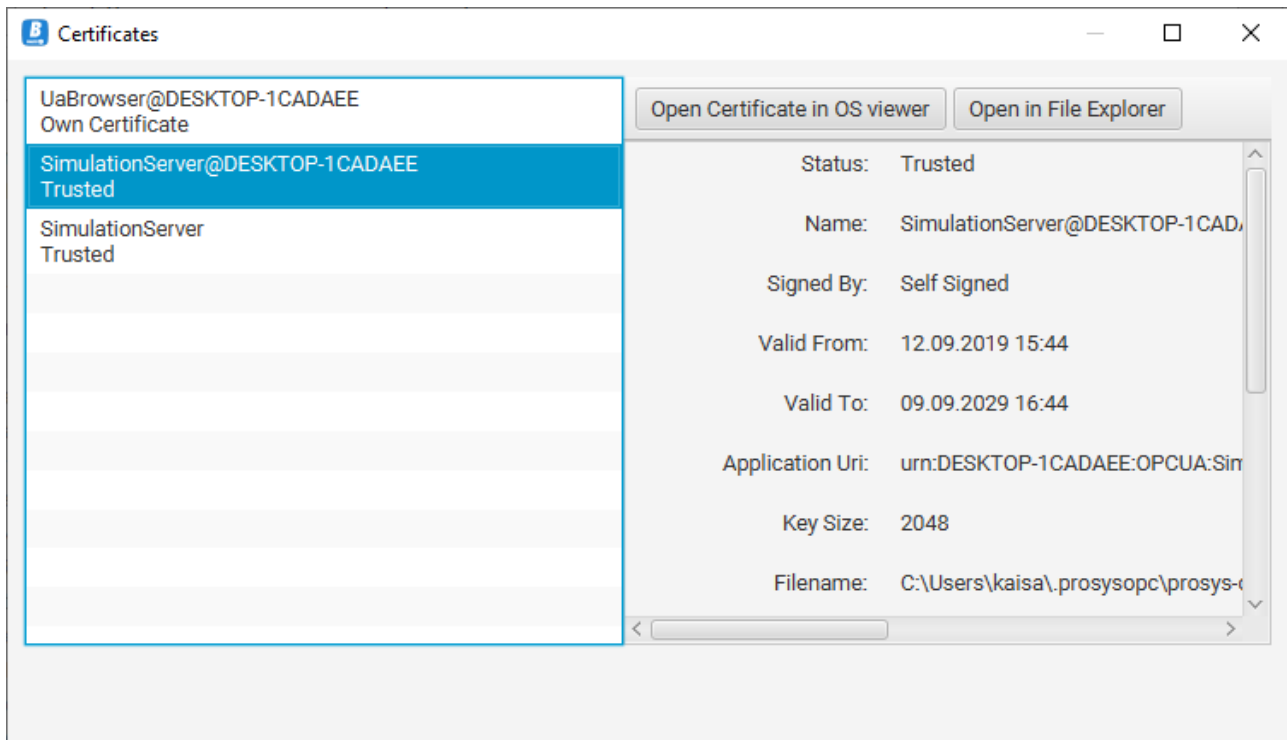 Certificates
UaBrowser@DESKTOP-1CADAEE
Own Certificate
SimulationServer@DESKTOP-1CADAEE
Trusted
SimulationServer
Trusted
Open Certificate in OS viewer Open in File Explorer
Status: Trusted
Name: SimulationServer@DESKTOP-1CAD
Signed By: Self Signed
Valid From: 12.09.2019 15:44
Valid To: 09.09.2029 16:44
Application Uri: urn:DESKTOP-1CADAEE:OPCUA:Sim
Key Size: 2048
Filename: C:\Users\kaisa\.prosysopc\prosys-